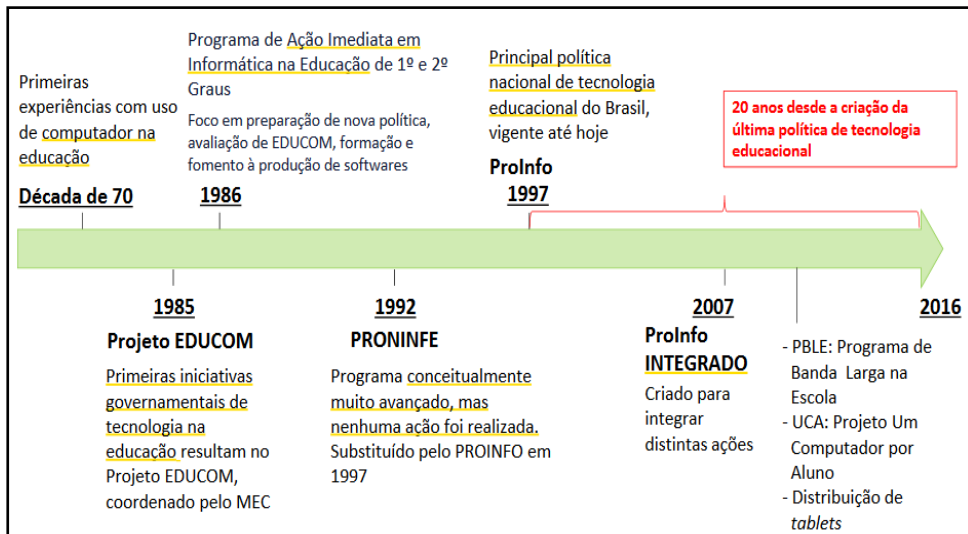 Primeiras
experiências com uso
de computador na
educação
Década de 70
Programa de Ação Imediata em
Informática na Educação de 1º e 2º
Graus
Foco em preparação de nova política,
avaliação de EDUCOM, formação e
fomento à produção de softwares
1986
Principal política
nacional de tecnologia
educacional do Brasil,
vigente até hoje
ProInfo
1997
20 anos desde a criação da
última política de tecnologia
educacional
1985
Projeto EDUCOM
Primeiras iniciativas
governamentais de
tecnologia na
educação resultam no
Projeto EDUCOM,
coordenado pelo MEC
1992
PRONINFE
Programa conceitualmente
muito avançado, mas
nenhuma ação foi realizada.
Substituído pelo PROINFO em
1997
2007
ProInfo
INTEGRADO
Criado para
integrar
distintas ações
2016
- PBLE: Programa de
Banda Larga na
Escola
- UCA: Projeto Um
Computador por
Aluno
- Distribuição de
tablets